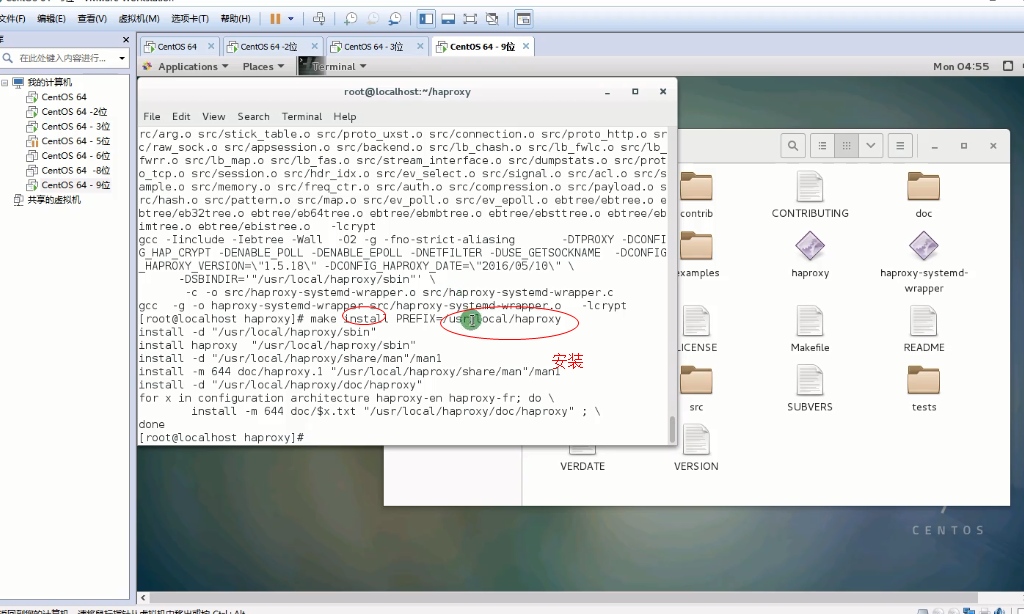 文件(F) 编辑(E) 查看(V) 虚拟机(M) 选项卡(T) 帮助(H)
在此处键入内容进行...
我的计算机
CentOS 64
CentOS 64 -2位
CentOS 64 - 3位
CentOS 64 - 5位
CentOS 64 - 6位
CentOS 64 -8位
CentOS 64 - 9位
共享的虚拟机
CentOS 64
CentOS 64 -2位
CentOS 64 - 3位
CentOS 64 - 9位
Applications Places Terminal Mon 04:55
root@localhost:~/haproxy
File Edit View Search Terminal Help
rc/arg.o src/stick_table.o src/proto_uxst.o src/connection.o src/proto_http.o sr
c/raw_sock.o src/appsession.o src/backend.o src/lb_chash.o src/lb_fwlc.o src/lb_
fwrr.o src/lb_map.o src/lb_fas.o src/stream_interface.o src/dumpstats.o src/prot
o_tcp.o src/session.o src/hdr_idx.o src/ev_select.o src/signal.o src/acl.o src/s
ample.o src/memory.o src/freq_ctr.o src/auth.o src/compression.o src/payload.o s
rc/hash.o src/pattern.o src/map.o src/ev_poll.o src/ev_epoll.o ebtree/ebtree.o e
btree/eb32tree.o ebtree/eb64tree.o ebtree/ebmbtree.o ebtree/ebsttree.o ebtree/eb
imtree.o ebtree/ebistree.o   -lcrypt
gcc -Iinclude -Iebtree -Wall  -O2 -g -fno-strict-aliasing       -DTPROXY -DCONFI
G_HAP_CRYPT -DENABLE_POLL -DENABLE_EPOLL -DNETFILTER -DUSE_GETSOCKNAME  -DCONFIG
_HAPROXY_VERSION=\"1.5.18\" -DCONFIG_HAPROXY_DATE=\"2016/05/10\" \
-DSBINDIR='"/usr/local/haproxy/sbin"' \
-c -o src/haproxy-systemd-wrapper.o src/haproxy-systemd-wrapper.c
gcc  -g -o haproxy-systemd-wrapper src/haproxy-systemd-wrapper.o   -lcrypt
[root@localhost haproxy]# make install PREFIX=/usr/local/haproxy
install -d "/usr/local/haproxy/sbin"
install haproxy  "/usr/local/haproxy/sbin"
install -d "/usr/local/haproxy/share/man"/man1
安装
install -m 644 doc/haproxy.1 "/usr/local/haproxy/share/man"/man1
install -d "/usr/local/haproxy/doc/haproxy"
for x in configuration architecture haproxy-en haproxy-fr; do \
install -m 644 doc/$x.txt "/usr/local/haproxy/doc/haproxy" ; \
done
[root@localhost haproxy]#
contrib CONTRIBUTING doc
examples haproxy haproxy-systemd-
wrapper
LICENSE Makefile README
src SUBVERS tests
VERDATE VERSION
CENTOS